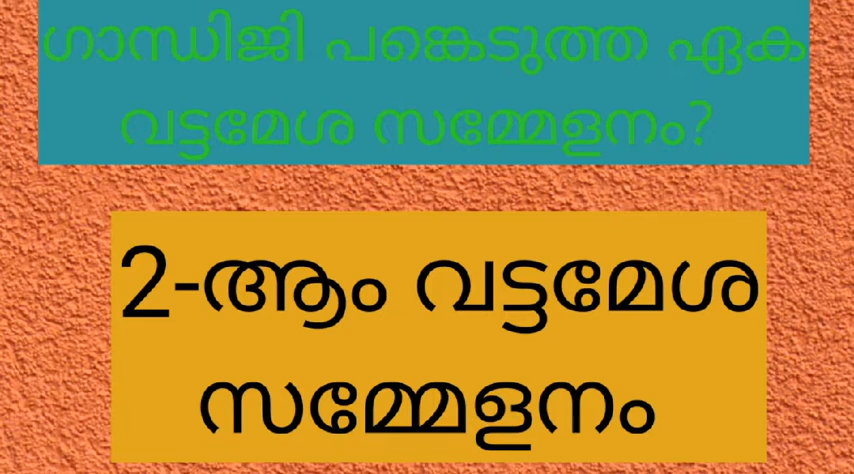 ഗാന്ധിജി പങ്കെടുത്ത ഏക
വട്ടമേശ സമ്മേളനം?
2-ആം വട്ടമേശ
സമ്മേളനം